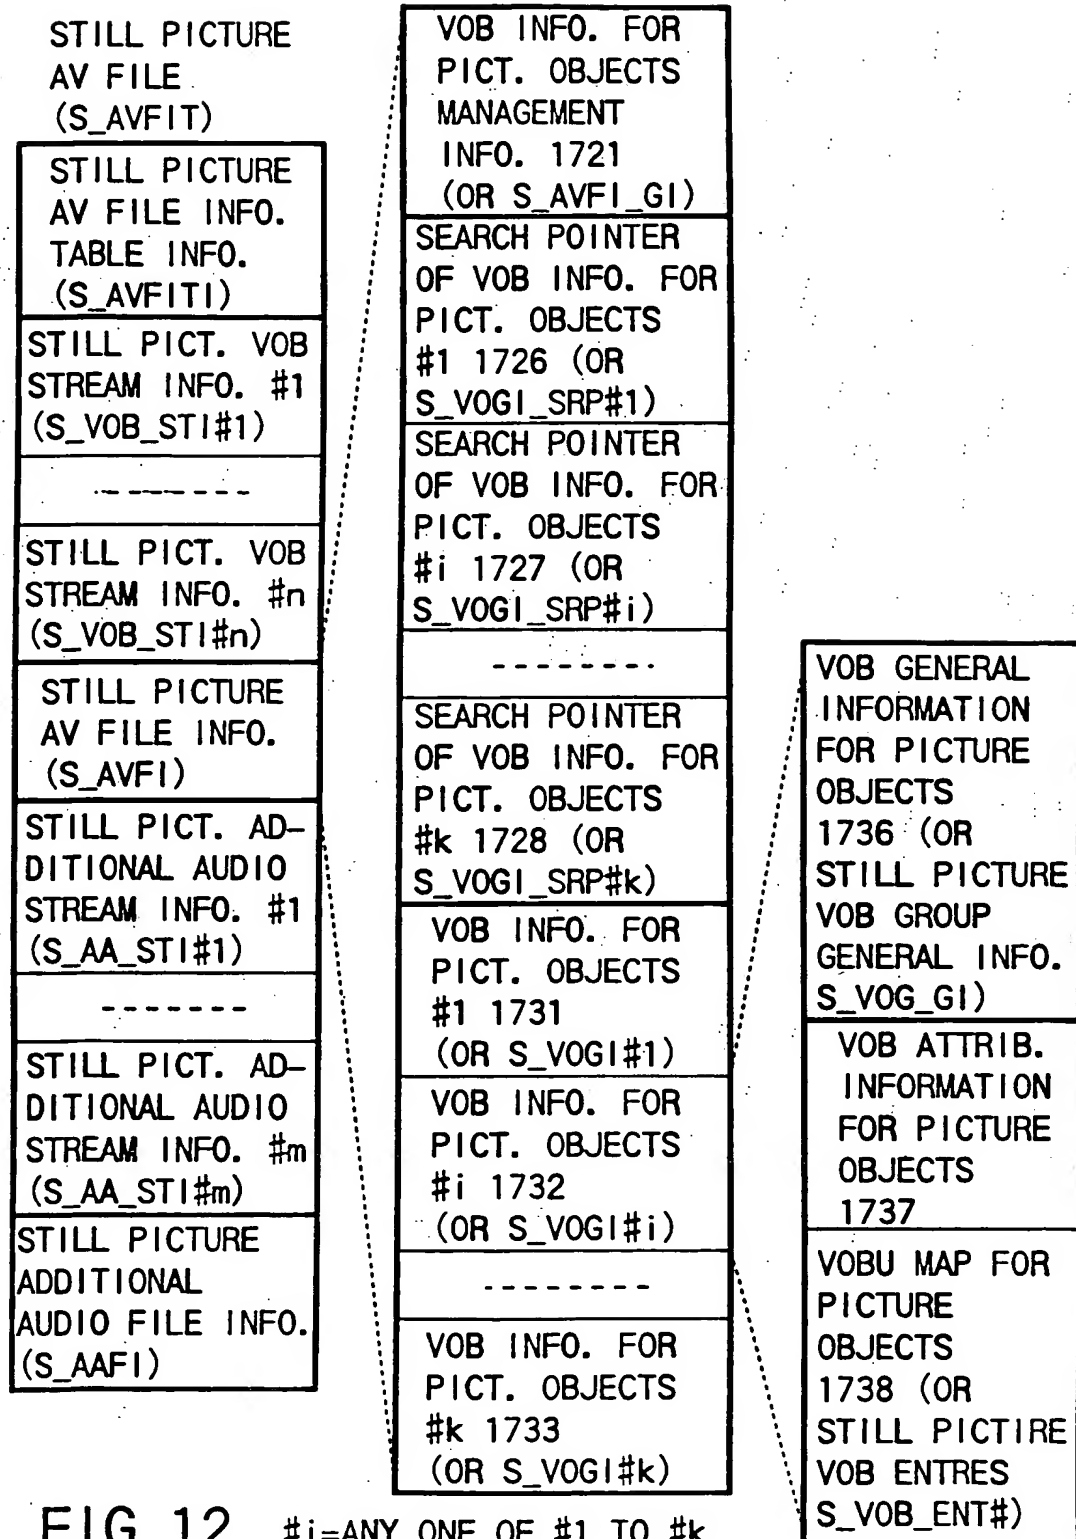 STILL PICTURE
AV FILE
(S_AVFIT)
STILL PICTURE
AV FILE INFO.
TABLE INFO.
(S_AVFITI)
STILL PICT. VOB
STREAM INFO. #1
(S_VOB_STI#1)
STILL PICT. VOB
STREAM INFO. #n
(S_VOB_STI#n)
STILL PICTURE
AV FILE INFO.
(S_AVFI)
STILL PICT. AD-
DITIONAL AUDIO
STREAM INFO. #1
(S_AA_STI#1)
STILL PICT. AD-
DITIONAL AUDIO
STREAM INFO. #m
(S_AA_STI#m)
STILL PICTURE
ADDITIONAL
AUDIO FILE INFO.
(S_AAFI)
VOB INFO. FOR
PICT. OBJECTS
MANAGEMENT
INFO. 1721
(OR S_AVFI_GI)
SEARCH POINTER
OF VOB INFO. FOR
PICT. OBJECTS
#1 1726 (OR
S_VOGI_SRP#1)
SEARCH POINTER
OF VOB INFO. FOR
PICT. OBJECTS
#i 1727 (OR
S_VOGI_SRP#i)
SEARCH POINTER
OF VOB INFO. FOR
PICT. OBJECTS
#k 1728 (OR
S_VOGI_SRP#k)
VOB INFO. FOR
PICT. OBJECTS
#1 1731
(OR S_VOGI#1)
VOB INFO. FOR
PICT. OBJECTS
#i 1732
(OR S_VOGI#i)
VOB INFO. FOR
PICT. OBJECTS
#k 1733
(OR S_VOGI#k)
VOB GENERAL
INFORMATION
FOR PICTURE
OBJECTS
1736 (OR
STILL PICTURE
VOB GROUP
GENERAL INFO.
S_VOG_GI)
VOB ATTRIB.
INFORMATION
FOR PICTURE
OBJECTS
1737
VOBU MAP FOR
PICTURE
OBJECTS
1738 (OR
STILL PICTIRE
VOB ENTRES
S_VOB_ENT#)
FIG. 12 #i=ANY ONE OF #1 TO #k